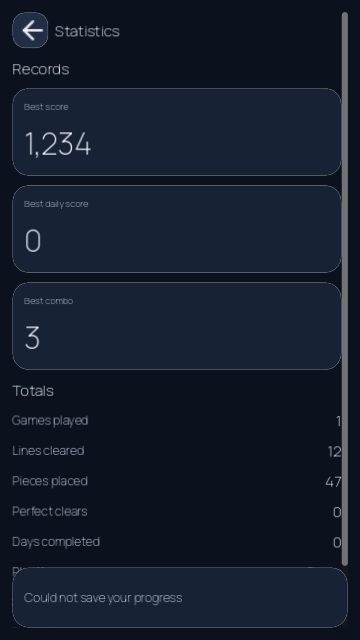 Statistics
Records
Best score
1,234
Best daily score
0
Best combo
3
Totals
Games played 1
Lines cleared 12
Pieces placed 47
Perfect clears 0
Days completed 0
Could not save your progress